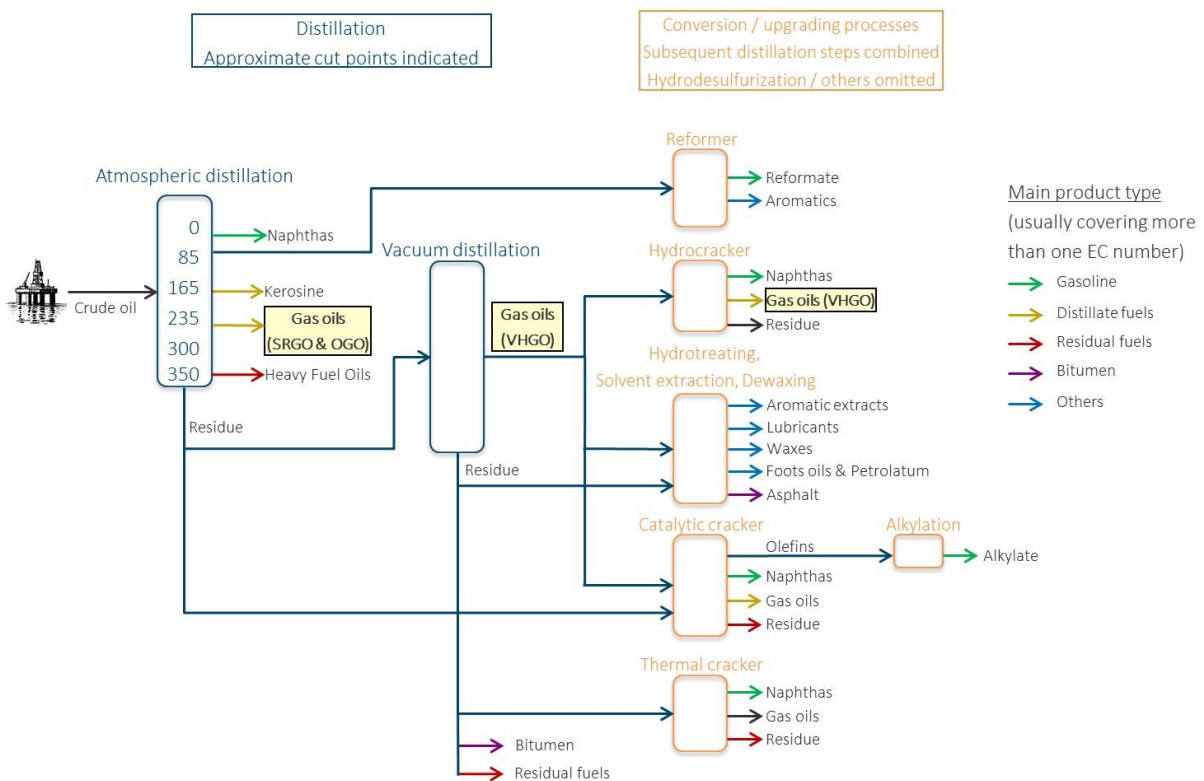 Distillation
Approximate cut points indicated
Conversion / upgrading processes
Subsequent distillation steps combined
Hydrodesulfurization / others omitted
Reformer
Reformate
Aromatics
Atmospheric distillation
0
85
165
235
300
350
Naphthas
Kerosine
Gas oils
(SRGO & OGO)
Heavy Fuel Oils
Crude oil
Residue
Vacuum distillation
Gas oils
(VHGO)
Residue
Hydrocracker
Naphthas
Gas oils (VHGO)
Residue
Hydrotreating,
Solvent extraction, Dewaxing
Aromatic extracts
Lubricants
Waxes
Foots oils & Petrolatum
Asphalt
Catalytic cracker
Olefins
Naphthas
Gas oils
Residue
Alkylation
Alkylate
Thermal cracker
Naphthas
Gas oils
Residue
Bitumen
Residual fuels
Main product type
(usually covering more
than one EC number)
Gasoline
Distillate fuels
Residual fuels
Bitumen
Others